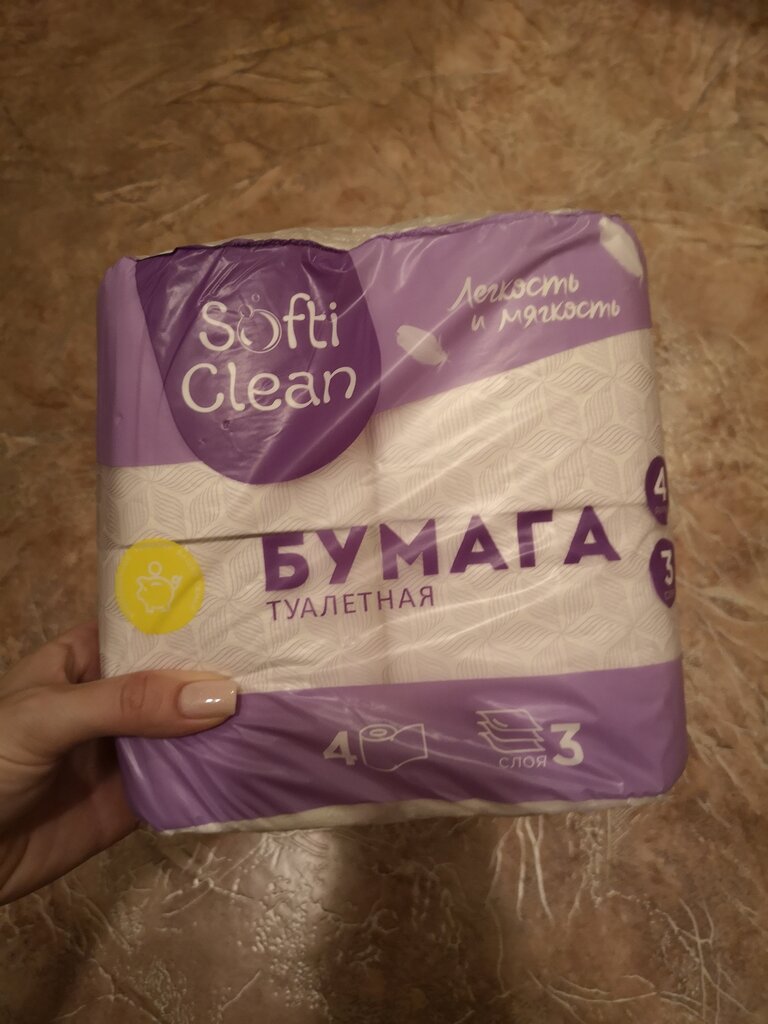 Softi
Clean
Легкость
и мягкость
4
3
БУМАГА
ТУАЛЕТНАЯ
4
СЛОЯ 3